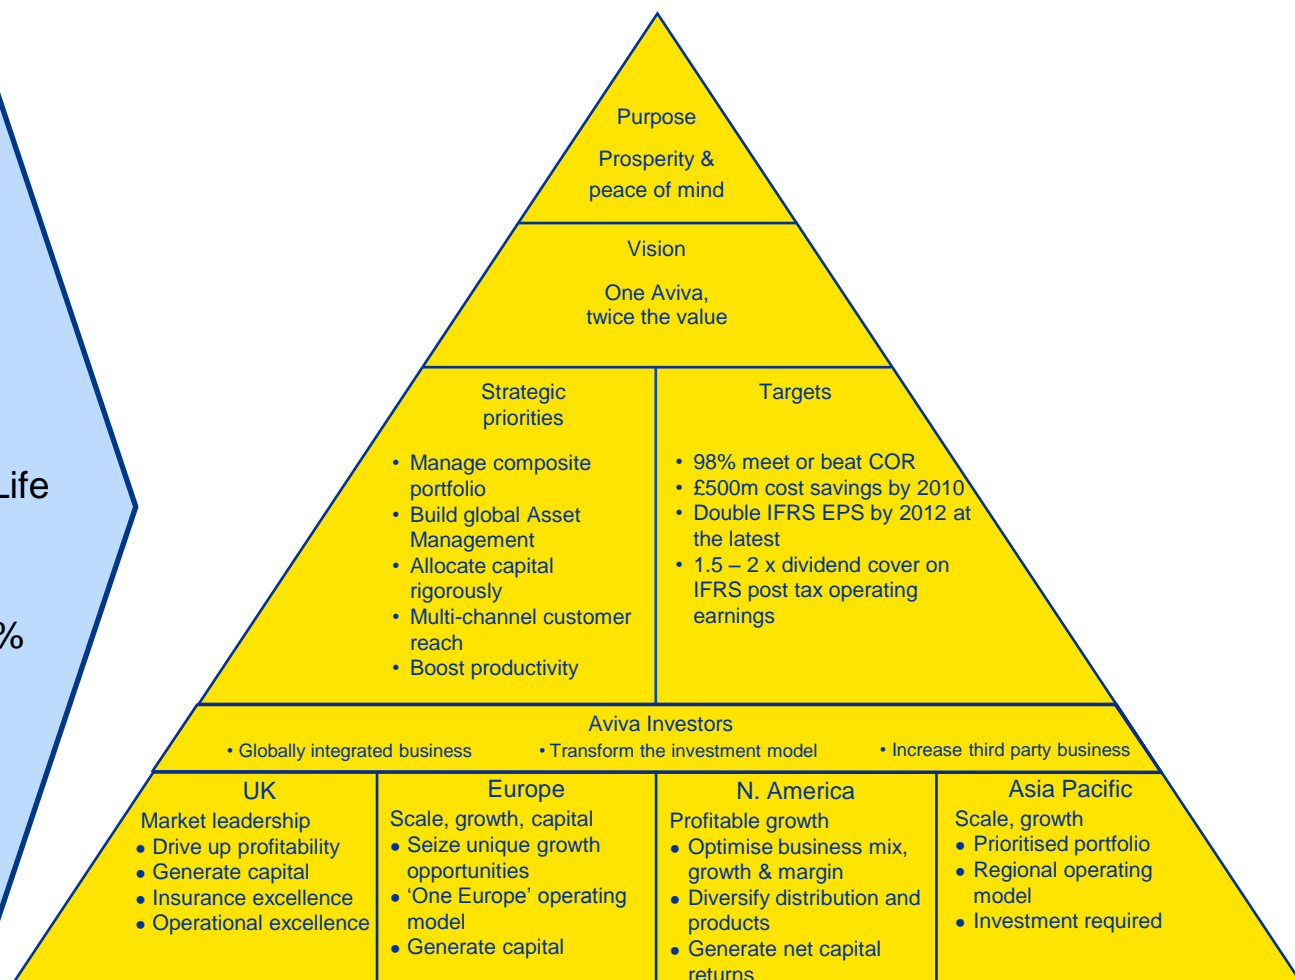 Life
%
Purpose
Prosperity &
peace of mind
Vision
One Aviva,
twice the value
Strategic
priorities
• Manage composite
portfolio
• Build global Asset
Management
• Allocate capital
rigorously
• Multi-channel customer
reach
• Boost productivity
Targets
• 98% meet or beat COR
• £500m cost savings by 2010
• Double IFRS EPS by 2012 at
the latest
• 1.5 – 2 x dividend cover on
IFRS post tax operating
earnings
Aviva Investors
• Globally integrated business • Transform the investment model • Increase third party business
UK
Market leadership
• Drive up profitability
• Generate capital
• Insurance excellence
• Operational excellence
Europe
Scale, growth, capital
• Seize unique growth
opportunities
• ‘One Europe’ operating
model
• Generate capital
N. America
Profitable growth
• Optimise business mix,
growth & margin
• Diversify distribution and
products
• Generate net capital
returns
Asia Pacific
Scale, growth
• Prioritised portfolio
• Regional operating
model
• Investment required